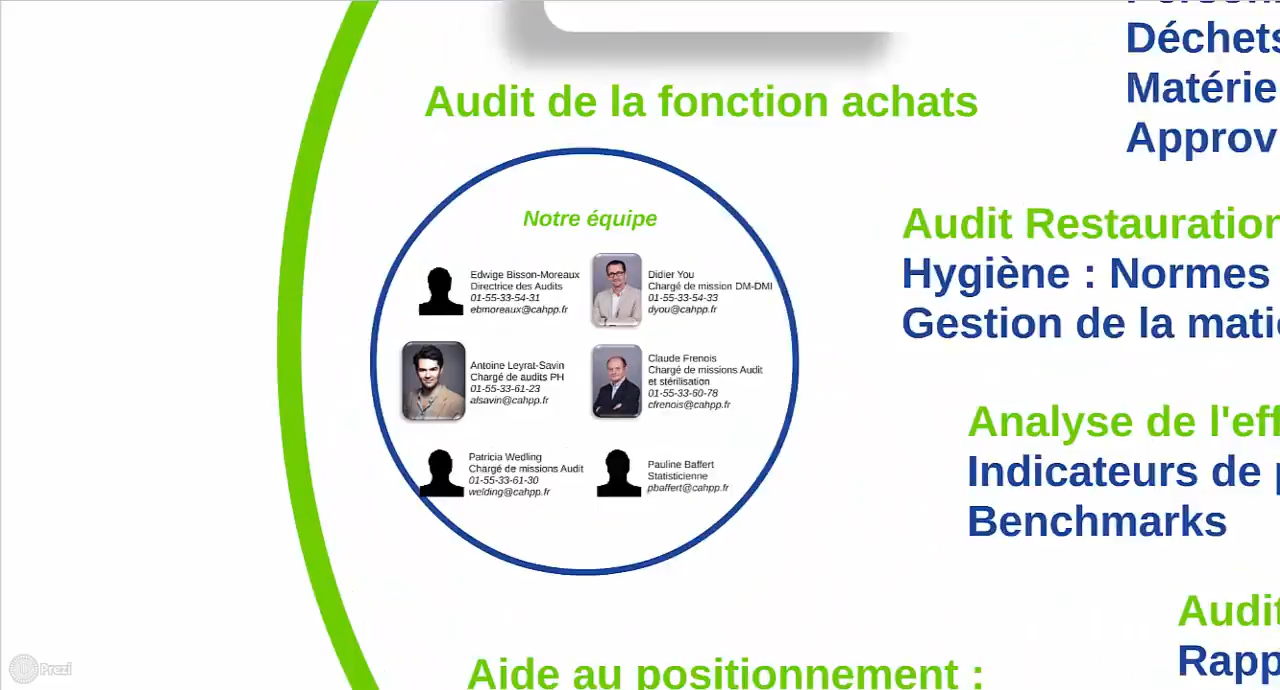 Déchets
Matérie
Approv
Audit de la fonction achats
Notre équipe
Edwige Bisson-Moreaux
Directrice des Audits
01-55-33-54-31
ebmoreaux@cahpp.fr
Didier You
Chargé de mission DM-DMI
01-55-33-54-33
dyou@cahpp.fr
Antoine Leyrat-Savin
Chargé de audits PH
01-55-33-61-23
alsavin@cahpp.fr
Claude Frenois
Chargé de missions Audit
et stérilisation
01-55-33-60-78
cfrenois@cahpp.fr
Patricia Wedling
Chargé de missions Audit
01-55-33-61-30
welding@cahpp.fr
Pauline Baffert
Statisticienne
pbaffert@cahpp.fr
Audit Restauration
Hygiène : Normes
Gestion de la mati
Analyse de l'eff
Indicateurs de p
Benchmarks
Audit
Rapp
Aide au positionnement :
Prezi